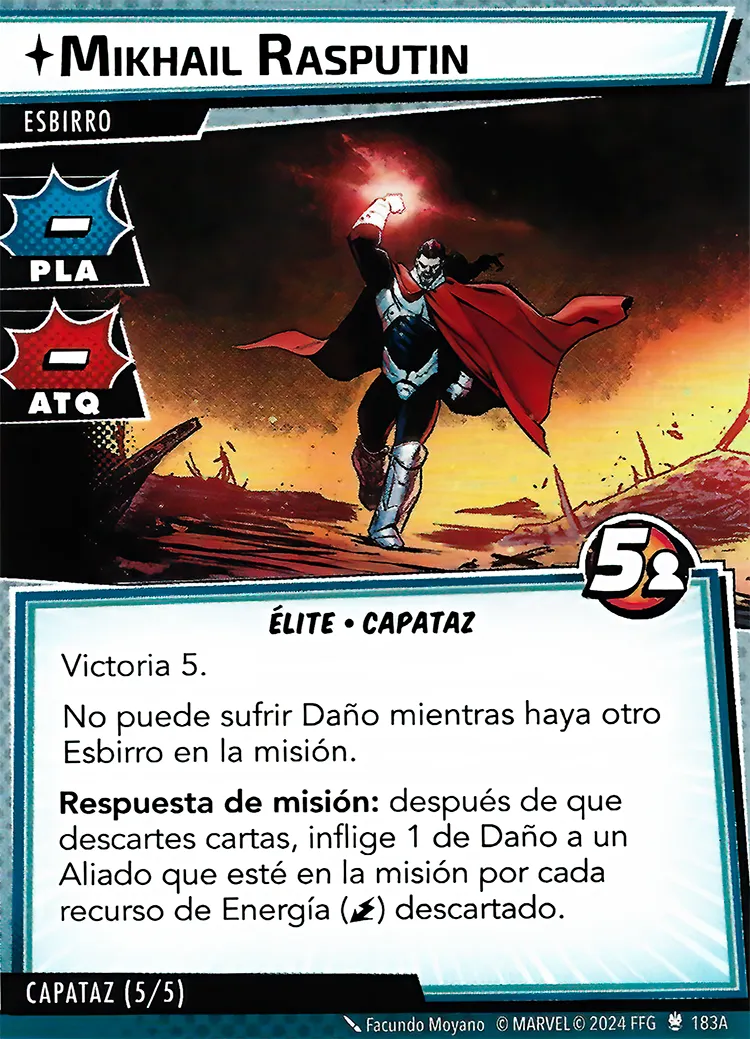 MIKHAIL RASPUTIN
ESBIRRO
-
PLA
-
ATQ
5
ÉLITE • CAPATAZ
Victoria 5.
No puede sufrir Daño mientras haya otro
Esbirro en la misión.
Respuesta de misión: después de que
descartes cartas, inflige 1 de Daño a un
Aliado que esté en la misión por cada
recurso de Energía () descartado.
CAPATAZ (5/5)
Facundo Moyano © MARVEL © 2024 FFG 183A